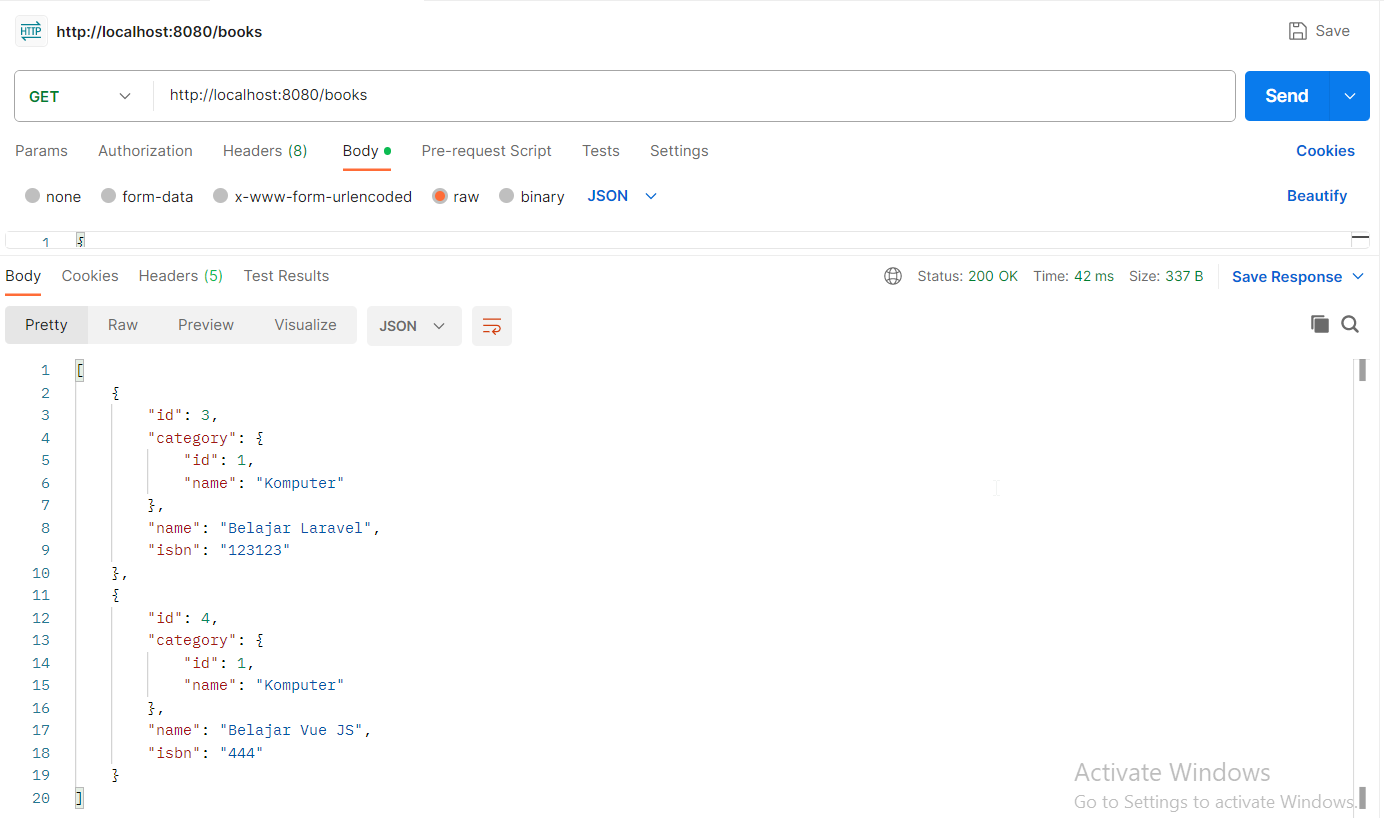 HTTP http://localhost:8080/books Save
GET http://localhost:8080/books Send
Params Authorization Headers (8) Body Pre-request Script Tests Settings Cookies
none form-data x-www-form-urlencoded raw binary JSON Beautify
1 {
Body Cookies Headers (5) Test Results Status: 200 OK Time: 42 ms Size: 337 B Save Response
Pretty Raw Preview Visualize JSON
1 [
2 {
3 "id": 3,
4 "category": {
5 "id": 1,
6 "name": "Komputer"
7 },
8 "name": "Belajar Laravel",
9 "isbn": "123123"
10 },
11 {
12 "id": 4,
13 "category": {
14 "id": 1,
15 "name": "Komputer"
16 },
17 "name": "Belajar Vue JS",
18 "isbn": "444"
19 }
20 ]
Activate Windows
Go to Settings to activate Windows.